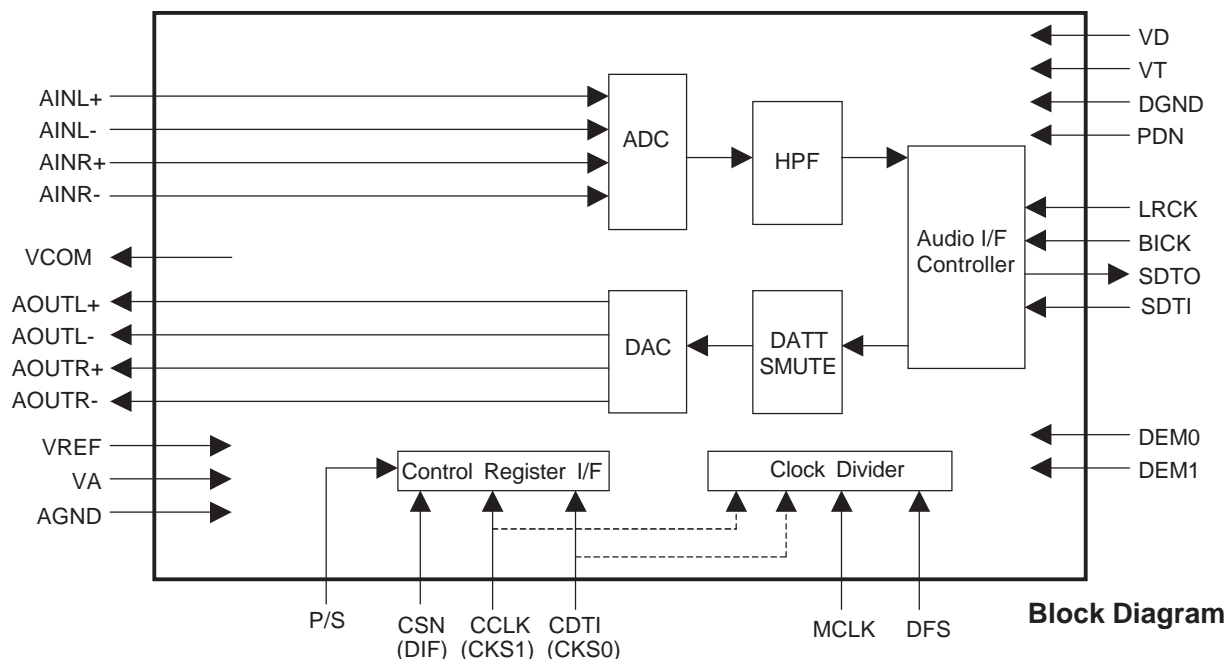 AINL+
AINL-
AINR+
AINR-
VCOM
AOUTL+
AOUTL-
AOUTR+
AOUTR-
VREF
VA
AGND
ADC
HPF
Audio I/F
Controller
DAC
DATT
SMUTE
Control Register I/F
Clock Divider
VD
VT
DGND
PDN
LRCK
BICK
SDTO
SDTI
DEM0
DEM1
P/S
CSN
(DIF)
CCLK
(CKS1)
CDTI
(CKS0)
MCLK
DFS
Block Diagram